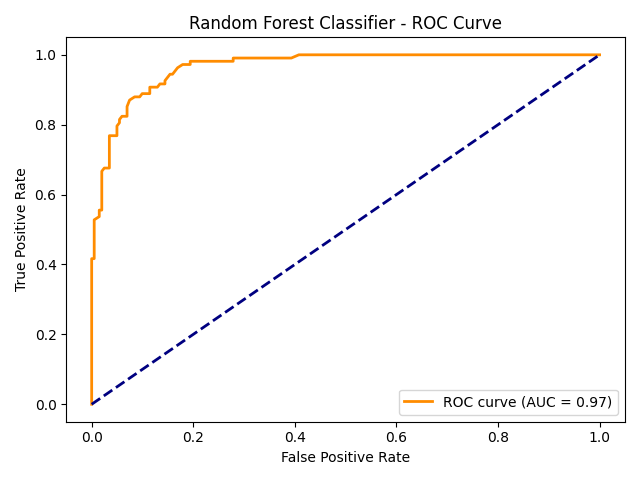 Random Forest Classifier - ROC Curve
True Positive Rate
1.0
0.8
0.6
0.4
0.2
0.0
0.0 0.2 0.4 0.6 0.8 1.0
False Positive Rate
ROC curve (AUC = 0.97)